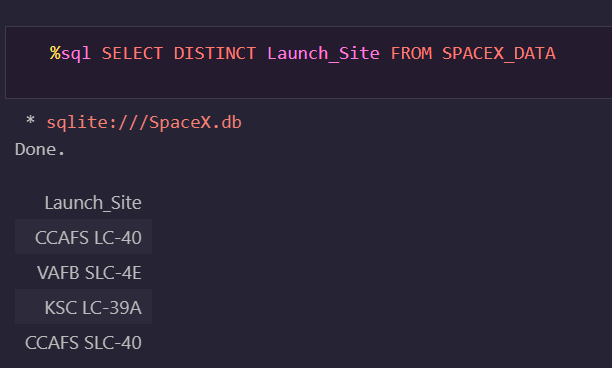 %sql SELECT DISTINCT Launch_Site FROM SPACEX_DATA
* sqlite:///SpaceX.db
Done.
Launch_Site
CCAFS LC-40
VAFB SLC-4E
KSC LC-39A
CCAFS SLC-40